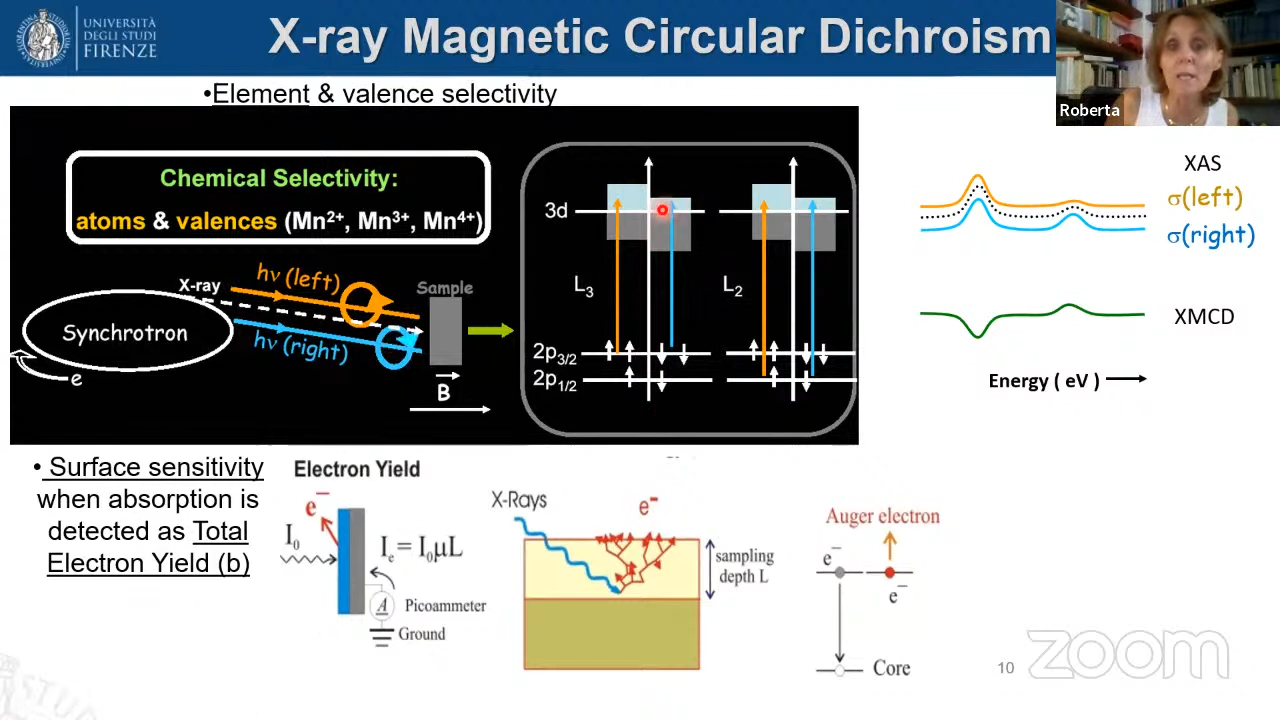 UNIVERSITÀ
DEGLI STUDI
FIRENZE
X-ray Magnetic Circular Dichroism
Roberta
•Element & valence selectivity
Chemical Selectivity:
atoms & valences (Mn2+, Mn3+, Mn4+)
X-ray
hν (left)
hν (right)
Synchrotron
e
Sample
B
3d
L3
L2
2p3/2
2p1/2
XAS
σ(left)
σ(right)
XMCD
Energy ( eV )
• Surface sensitivity
when absorption is
detected as Total
Electron Yield (b)
Electron Yield
e−
I0
Ie = I0μL
A
Picoammeter
Ground
X-Rays
e-
sampling
depth L
Auger electron
e−
e−
Core
10
zoom